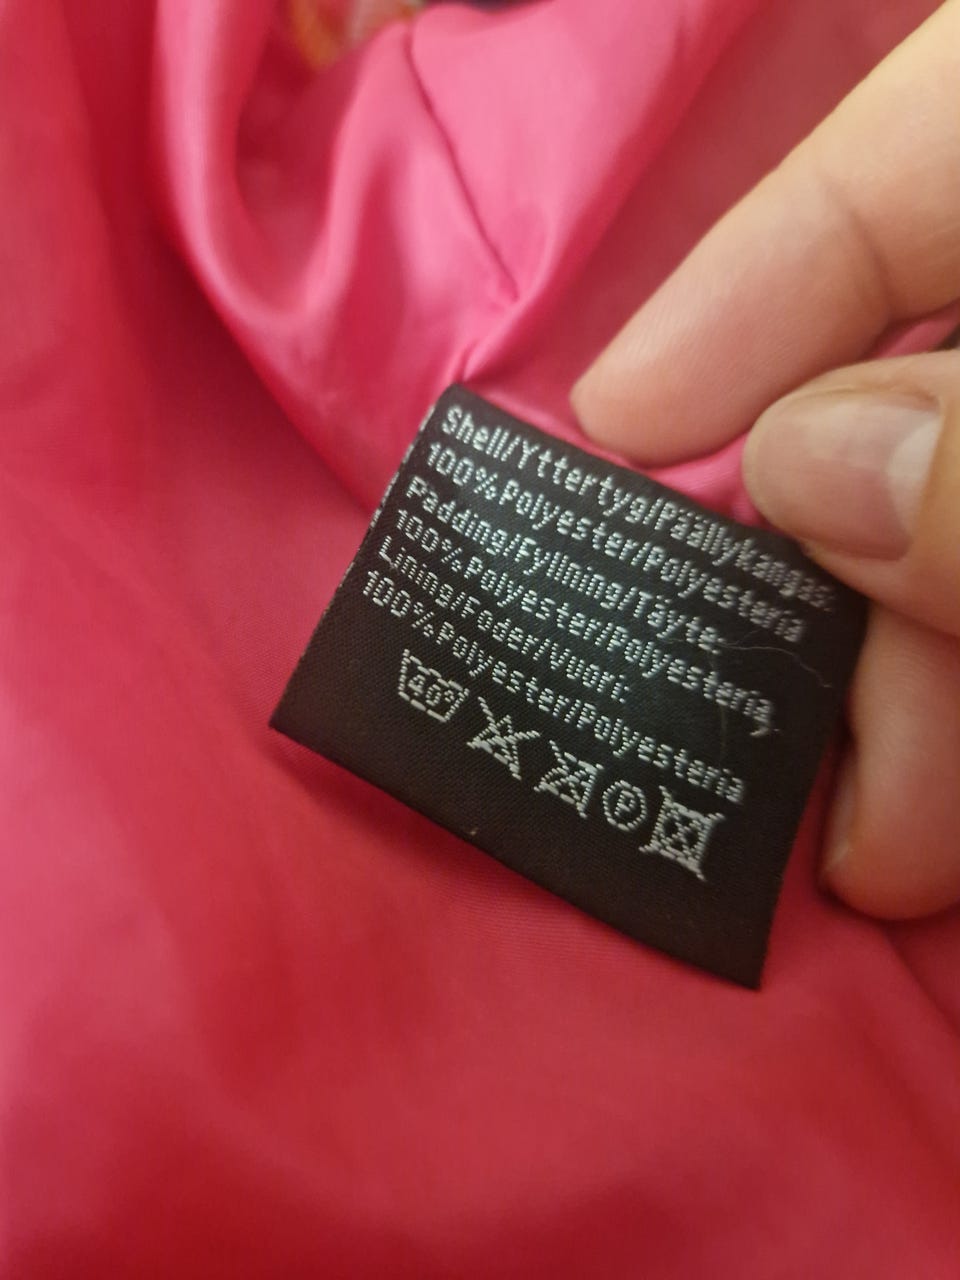 Shell/Yttertyg/Päällykangas:
100%Polyester/Polyesteria
Padding/Fyllning/Täyte:
100%Polyester/Polyesteria,
Lining/Foder/Vuori:
100%Polyester/Polyesteria
40°
P